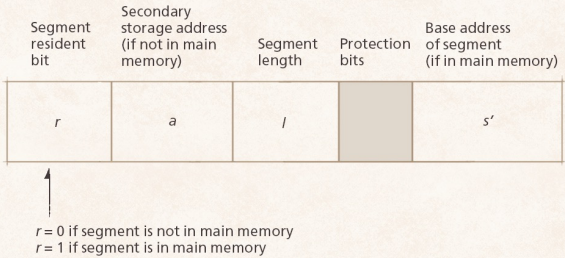 Segment
resident
bit
Secondary
storage address
(if not in main
memory)
Segment
length
Protection
bits
Base address
of segment
(if in main memory)
r
a
l
s′
r = 0 if segment is not in main memory
r = 1 if segment is in main memory